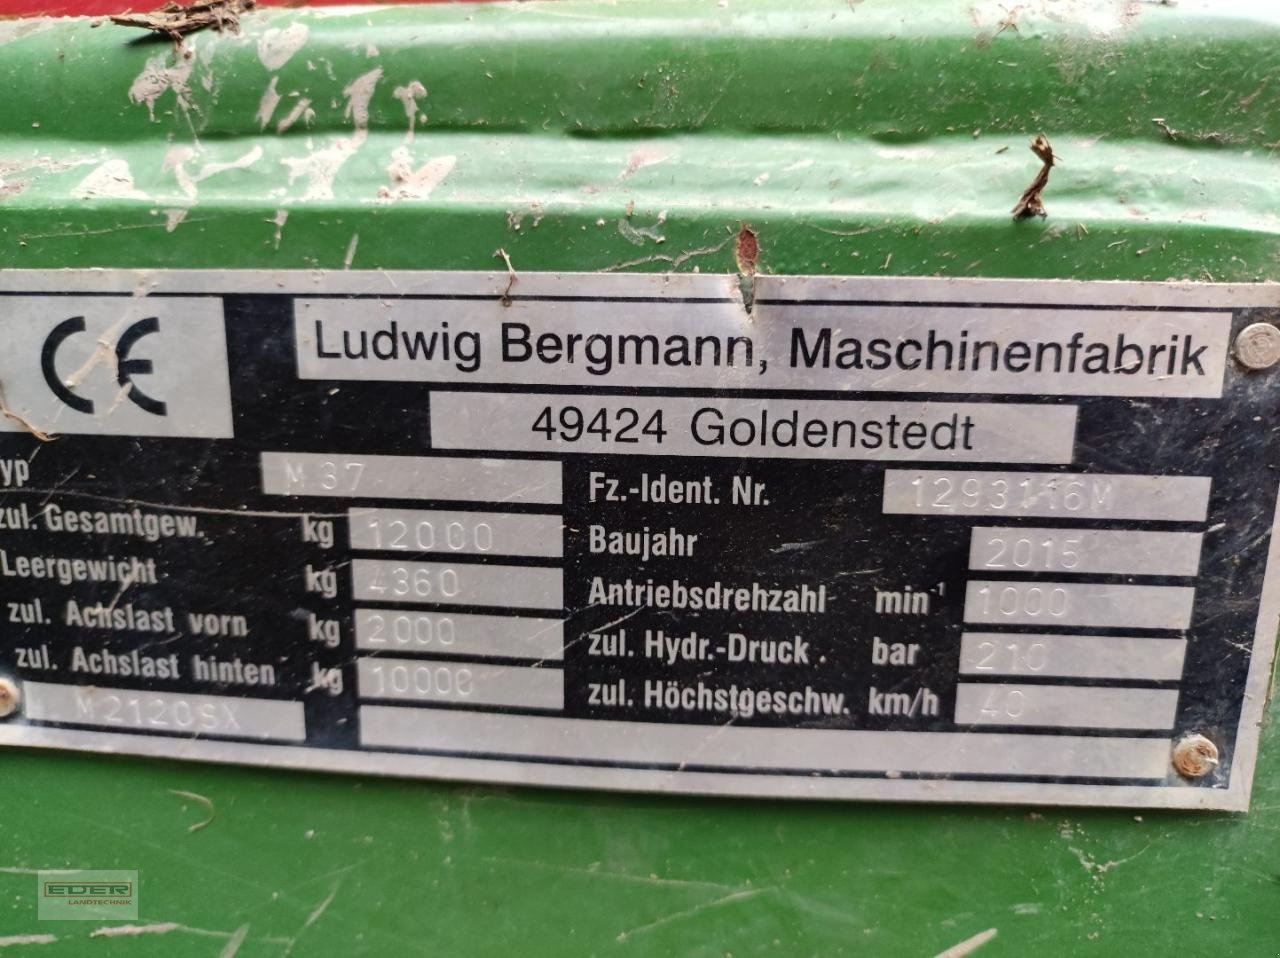 CE
Ludwig Bergmann, Maschinenfabrik
49424 Goldenstedt
yp M 37
zul. Gesamtgew. kg 12000
Leergewicht kg 4360
zul. Achslast vorn kg 2000
zul. Achslast hinten kg 10000
M2120SX
Fz.-Ident. Nr. 1293116M
Baujahr 2015
Antriebsdrehzahl min-1 1000
zul. Hydr.-Druck . bar 210
zul. Höchstgeschw. km/h 40
EDER
LANDTECHNIK